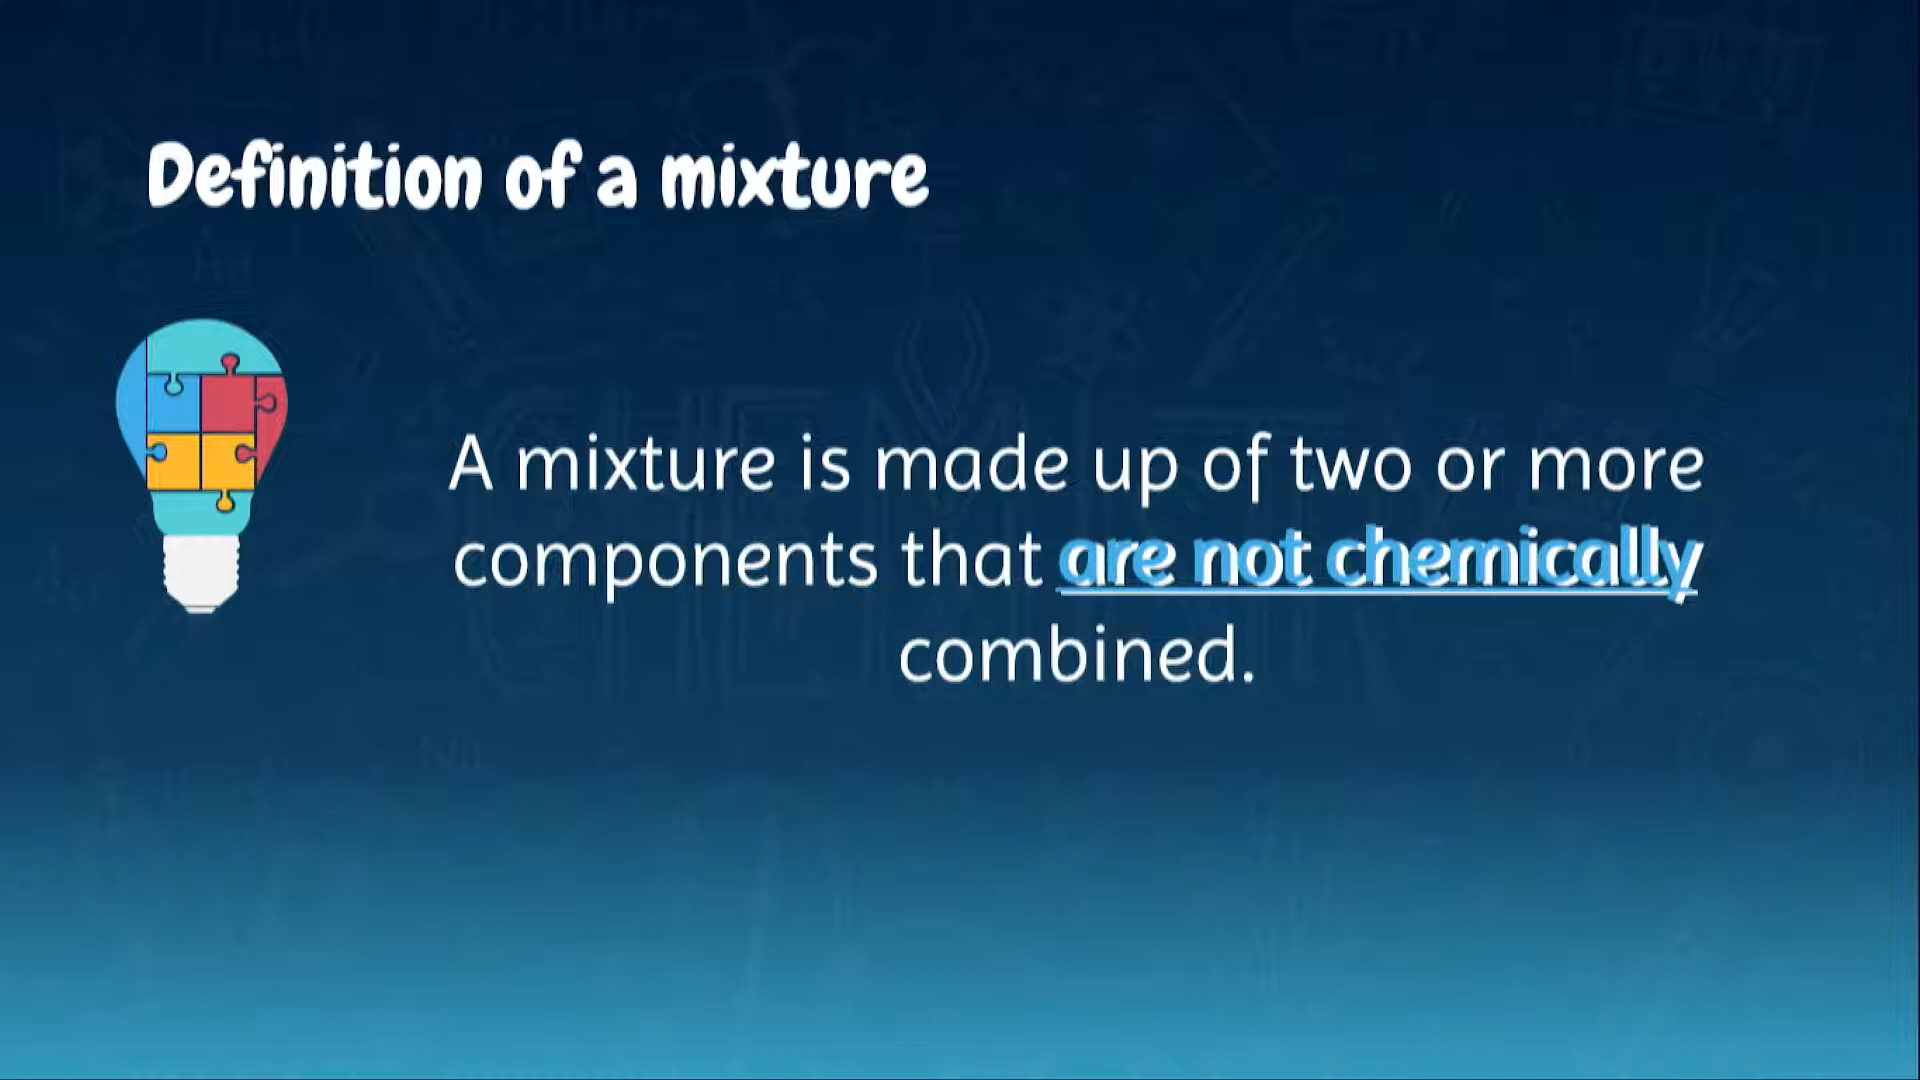 Definition of a mixture
A mixture is made up of two or more
components that are not chemically
combined.